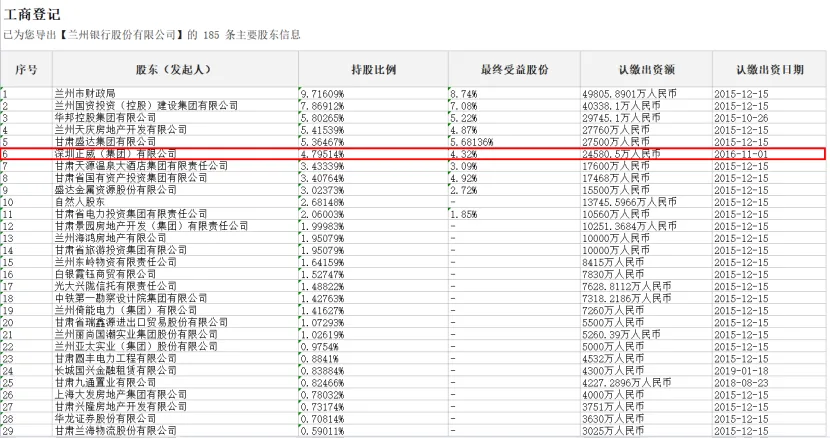 工商登记
已为您导出【兰州银行股份有限公司】的 185 条主要股东信息
序号 股东（发起人） 持股比例 最终受益股份 认缴出资额 认缴出资日期
1 兰州市财政局 9.71609% 8.74% 49805.8901万人民币 2015-12-15
2 兰州国资投资（控股）建设集团有限公司 7.86912% 7.08% 40338.1万人民币 2015-12-15
3 华邦控股集团有限公司 5.80265% 5.22% 29745.1万人民币 2015-10-26
4 兰州天庆房地产开发有限公司 5.41539% 4.87% 27760万人民币 2015-12-15
5 甘肃盛达集团有限公司 5.36467% 5.68136% 27500万人民币 2015-12-15
6 深圳正威（集团）有限公司 4.79514% 4.32% 24580.5万人民币 2016-11-01
7 甘肃天源温泉大酒店集团有限责任公司 3.43339% 3.09% 17600万人民币 2015-12-15
8 甘肃省国有资产投资集团有限公司 3.40764% 4.92% 17468万人民币 2015-12-15
9 盛达金属资源股份有限公司 3.02373% 2.72% 15500万人民币 2015-12-15
10 自然人股东 2.68148% - 13745.5966万人民币 2015-12-15
11 甘肃省电力投资集团有限责任公司 2.06003% 1.85% 10560万人民币 2015-12-15
12 甘肃景园房地产开发（集团）有限责任公司 1.99983% - 10251.3684万人民币 2015-12-15
13 兰州海鸿房地产有限公司 1.95079% - 10000万人民币 2015-12-15
14 甘肃省旅游投资集团有限公司 1.95079% - 10000万人民币 2015-12-15
15 兰州东岭物资有限责任公司 1.64159% - 8415万人民币 2015-12-15
16 白银霞钰商贸有限公司 1.52747% - 7830万人民币 2015-12-15
17 光大兴陇信托有限责任公司 1.48822% - 7628.8112万人民币 2015-12-15
18 中铁第一勘察设计院集团有限公司 1.42763% - 7318.2186万人民币 2015-12-15
19 兰州倚能电力（集团）有限公司 1.41627% - 7260万人民币 2015-12-15
20 甘肃省瑞鑫源进出口贸易股份有限公司 1.07293% - 5500万人民币 2015-12-15
21 兰州丽尚国潮实业集团股份有限公司 1.02619% - 5260.39万人民币 2015-12-15
22 兰州亚太实业（集团）股份有限公司 0.9754% - 5000万人民币 2015-12-15
23 甘肃圆丰电力工程有限公司 0.8841% - 4532万人民币 2015-12-15
24 长城国兴金融租赁有限公司 0.83884% - 4300万人民币 2019-01-18
25 甘肃九通置业有限公司 0.82466% - 4227.2896万人民币 2018-08-23
26 上海大发房地产集团有限公司 0.78032% - 4000万人民币 2015-12-15
27 甘肃兴隆房地产开发有限公司 0.73174% - 3751万人民币 2015-12-15
28 华龙证券股份有限公司 0.70814% - 3630万人民币 2015-12-15
29 甘肃兰海物流股份有限公司 0.59011% - 3025万人民币 2015-12-15